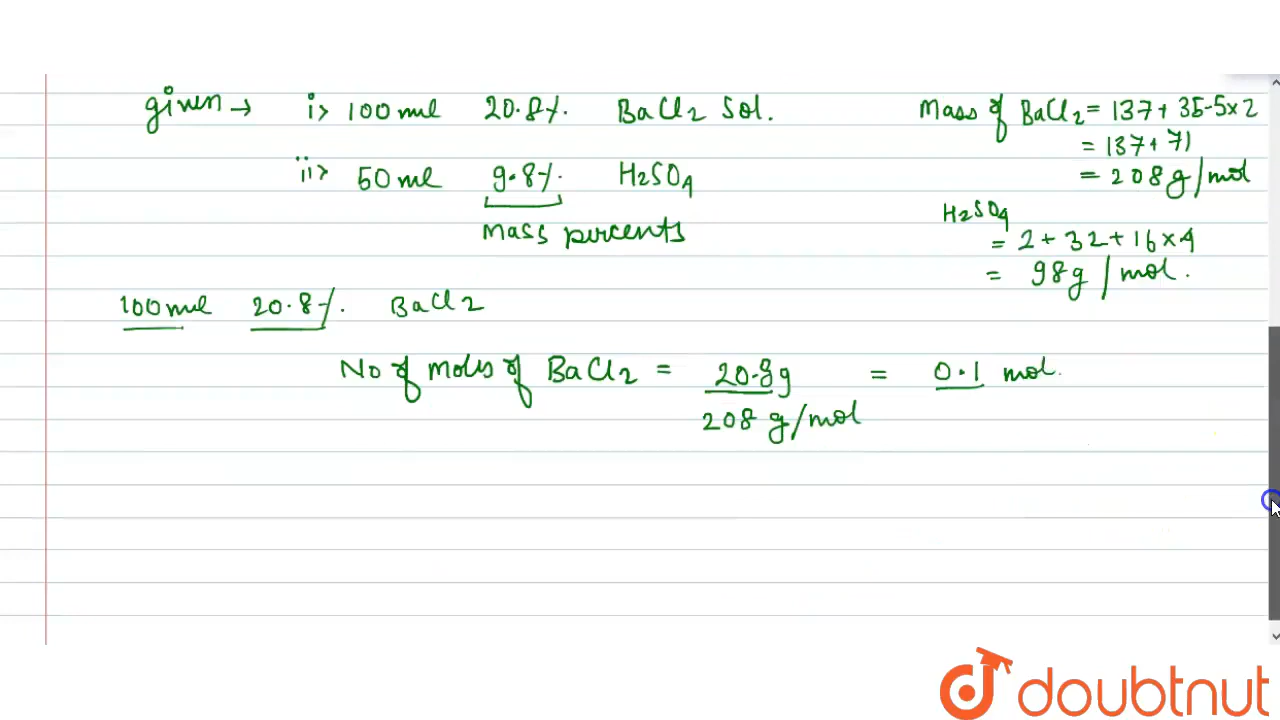 given → i> 100 ml 20.8%. BaCl2 Sol.
ii> 50 ml 9.8%. H2SO4
mass percents
Mass of BaCl2 = 137 + 35.5 x 2
= 137 + 71
= 208 g/mol
H2SO4
= 2 + 32 + 16 x 4
= 98 g/mol.
100 ml 20.8%. BaCl2
No of moles of BaCl2 = 20.8 g = 0.1 mol.
208 g/mol
doubtnut